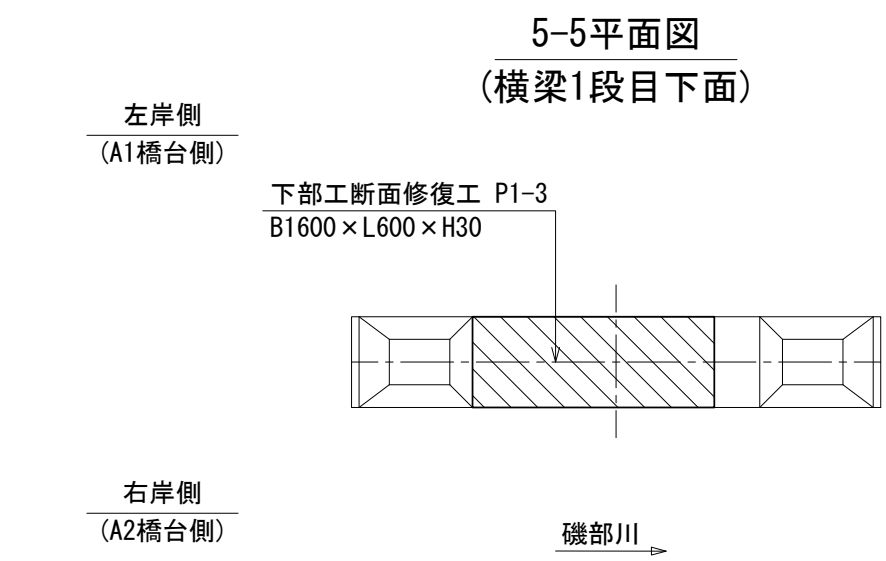 5-5平面図
(横梁1段目下面)
左岸側
(A1橋台側)
下部工断面修復工 P1-3
B1600×L600×H30
右岸側
(A2橋台側)
磯部川